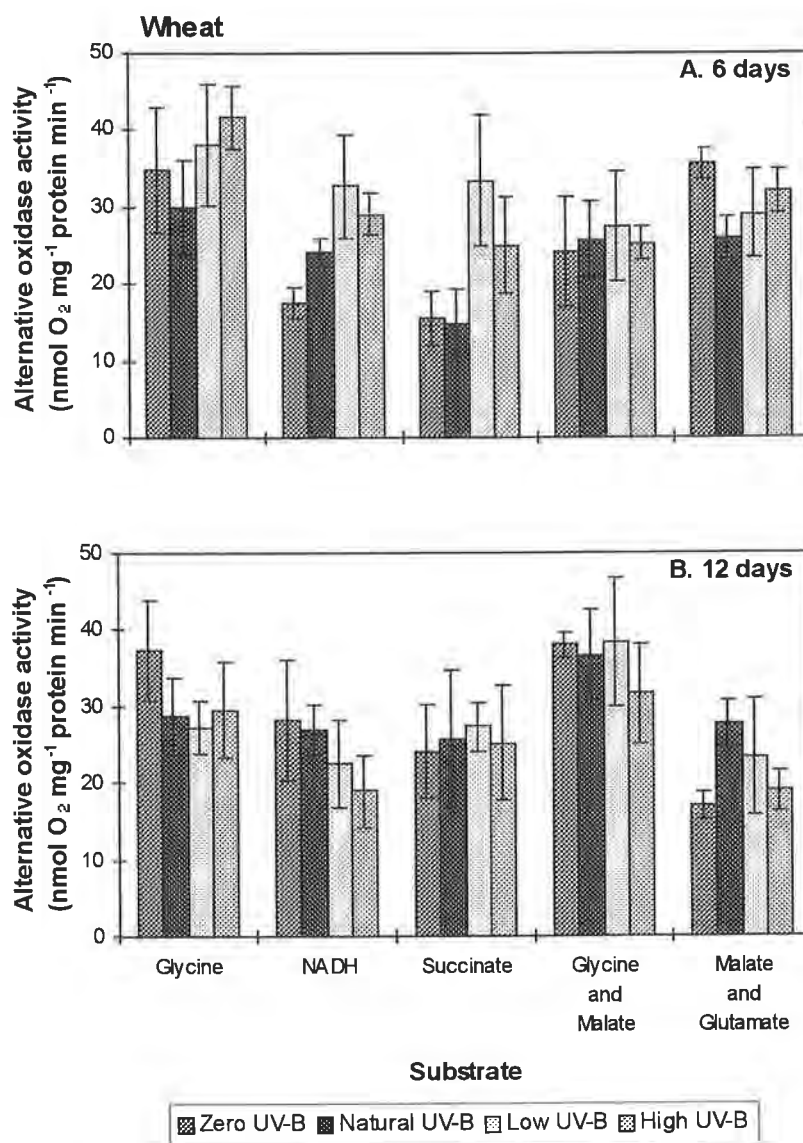 Wheat
A. 6 days
Alternative oxidase activity
(nmol O₂ mg⁻¹ protein min⁻¹)
50
40
30
20
10
0
B. 12 days
Alternative oxidase activity
(nmol O₂ mg⁻¹ protein min⁻¹)
50
40
30
20
10
0
Glycine
NADH
Succinate
Glycine
and
Malate
Malate
and
Glutamate
Substrate
Zero UV-B Natural UV-B Low UV-B High UV-B